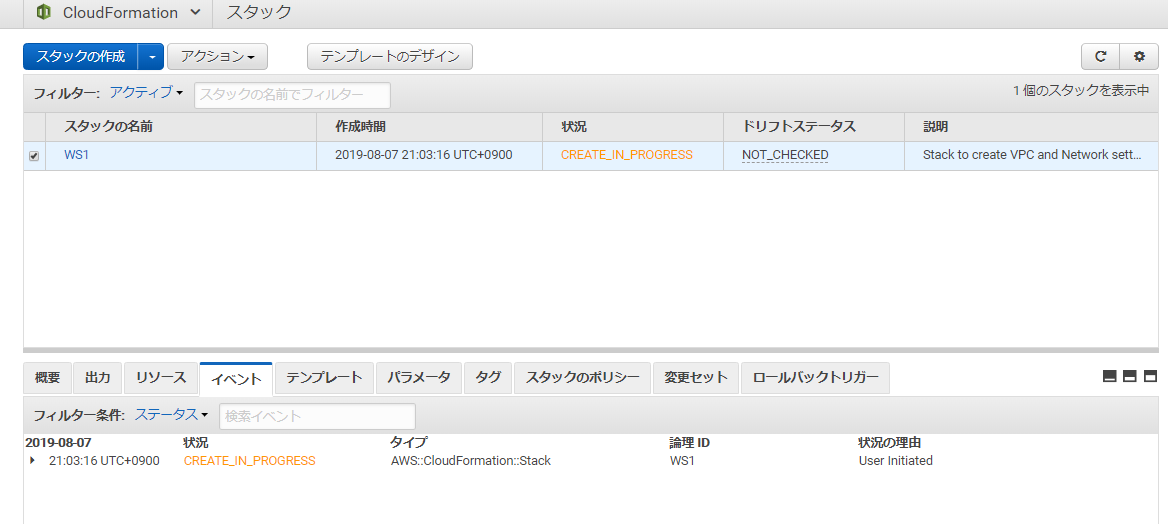 CloudFormation スタック
スタックの作成 アクション テンプレートのデザイン
フィルター: アクティブ スタックの名前でフィルター 1 個のスタックを表示中
スタックの名前 作成時間 状況 ドリフトステータス 説明
WS1 2019-08-07 21:03:16 UTC+0900 CREATE_IN_PROGRESS NOT_CHECKED Stack to create VPC and Network sett...
概要 出力 リソース イベント テンプレート パラメータ タグ スタックのポリシー 変更セット ロールバックトリガー
フィルター条件: ステータス 検索イベント
2019-08-07 状況 タイプ 論理 ID 状況の理由
21:03:16 UTC+0900 CREATE_IN_PROGRESS AWS::CloudFormation::Stack WS1 User Initiated